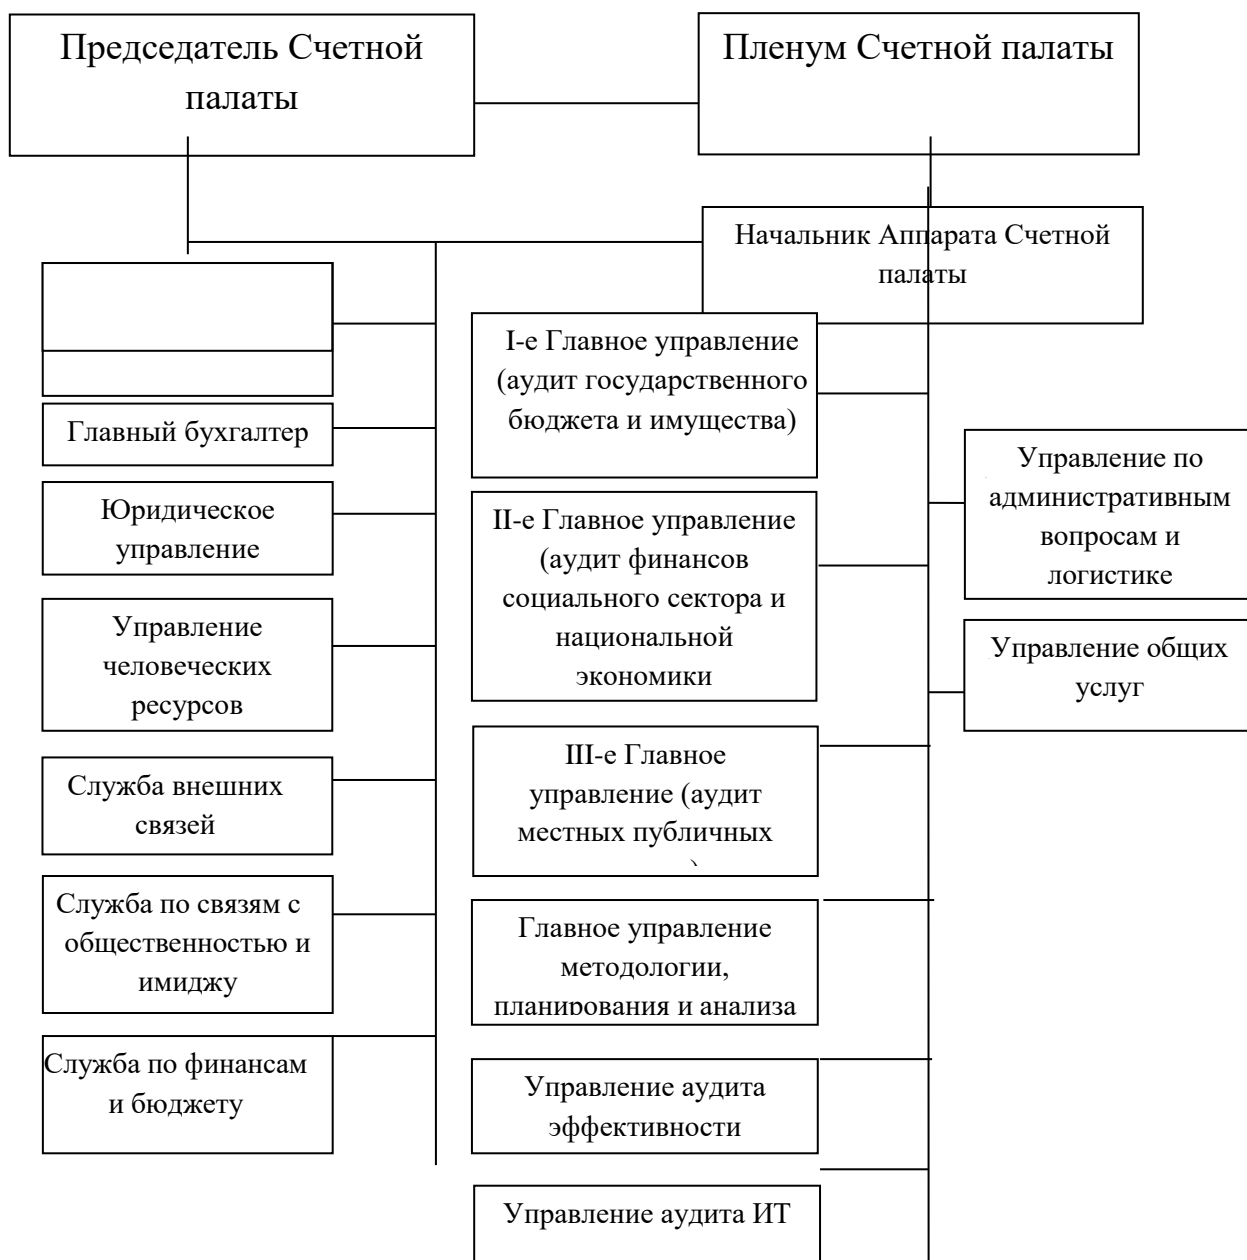 Председатель Счетной
палаты
Пленум Счетной палаты
Начальник Аппарата Счетной
палаты
Главный бухгалтер
Юридическое
управление
Управление
человеческих
ресурсов
Служба внешних
связей
Служба по связям с
общественностью и
имиджу
Служба по финансам
и бюджету
I-е Главное управление
(аудит государственного
бюджета и имущества)
II-е Главное управление
(аудит финансов
социального сектора и
национальной
экономики
III-е Главное
управление (аудит
местных публичных
Главное управление
методологии,
планирования и анализа
Управление аудита
эффективности
Управление аудита ИТ
Управление по
административным
вопросам и
логистике
Управление общих
услуг